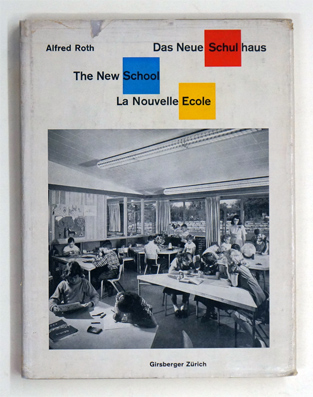 Alfred Roth Das Neue Schulhaus
The New School
La Nouvelle Ecole
Girsberger Zürich